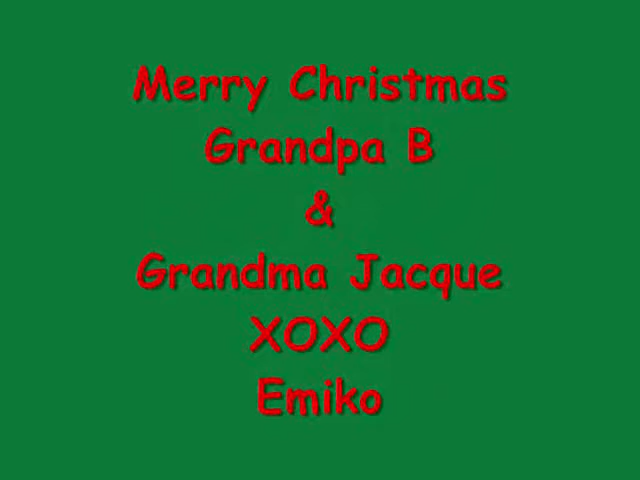 Merry Christmas
Grandpa B
&
Grandma Jacque
XOXO
Emiko